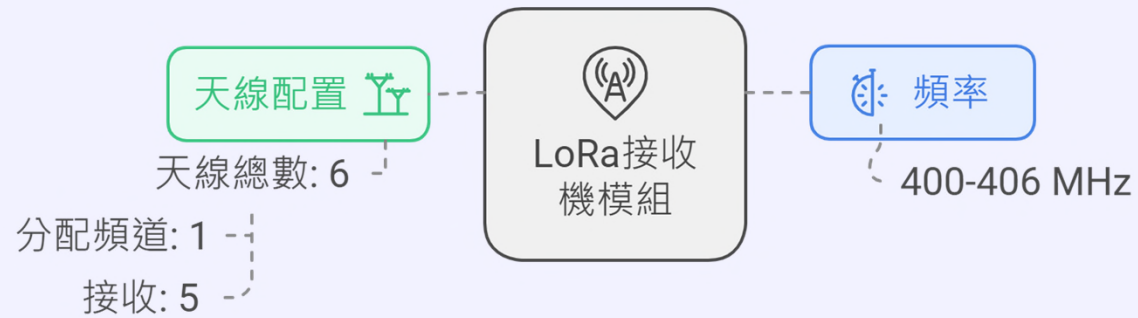 天線配置
天線總數: 6
分配頻道: 1
接收: 5
LoRa接收
機模組
頻率
400-406 MHz